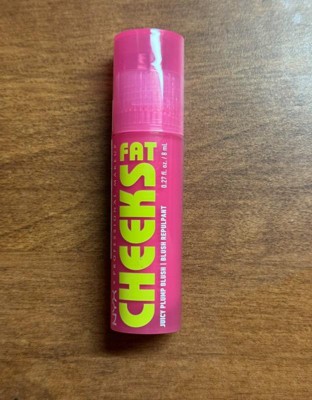 FAT
CHEEKS
NYX PROFESSIONAL MAKEUP
JUICY PLUMP BLUSH | BLUSH REPULPANT
0.27 fl. oz. / 8 mL